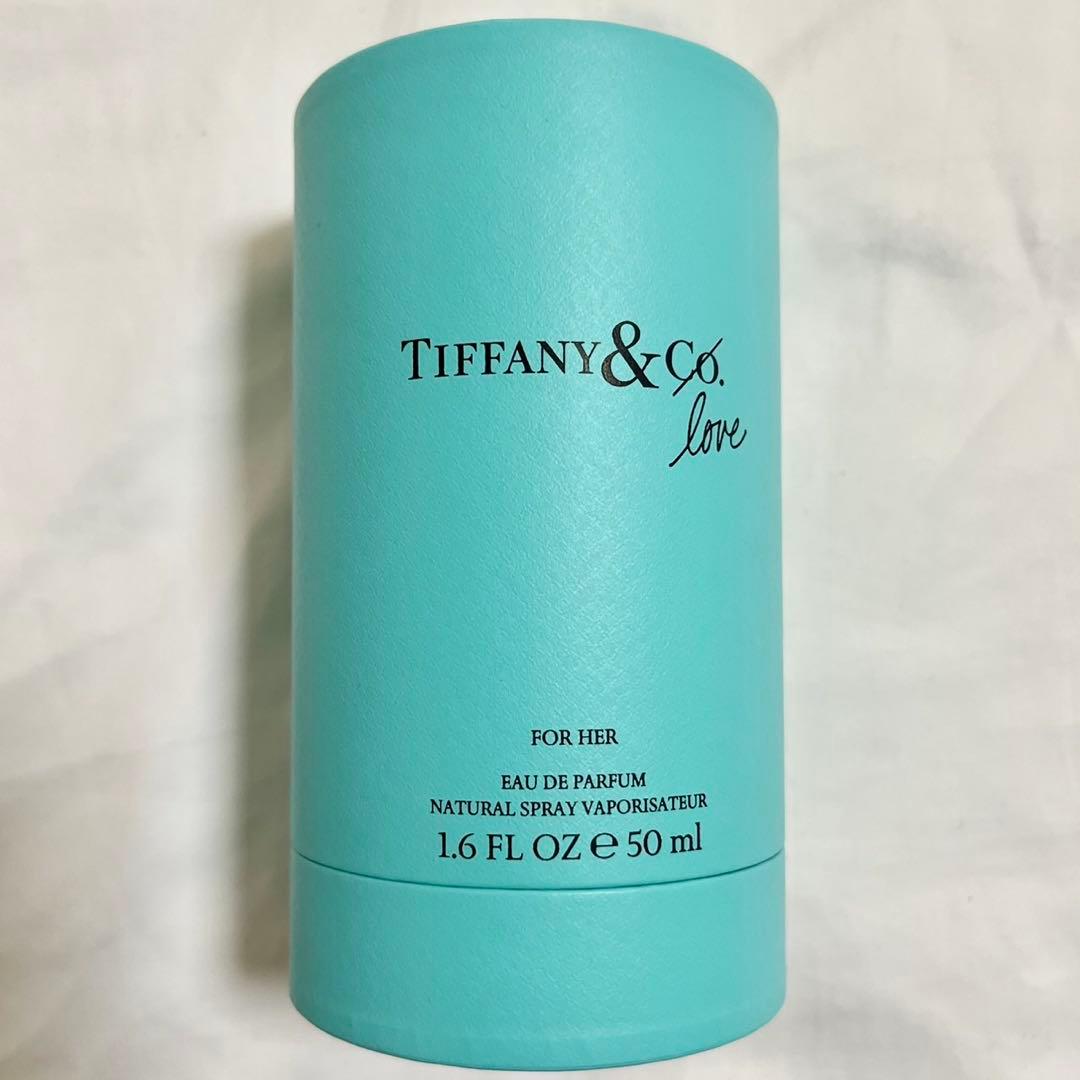 TIFFANY & Co.
love
FOR HER
EAU DE PARFUM
NATURAL SPRAY VAPORISATEUR
1.6 FL OZ ℮ 50 ml